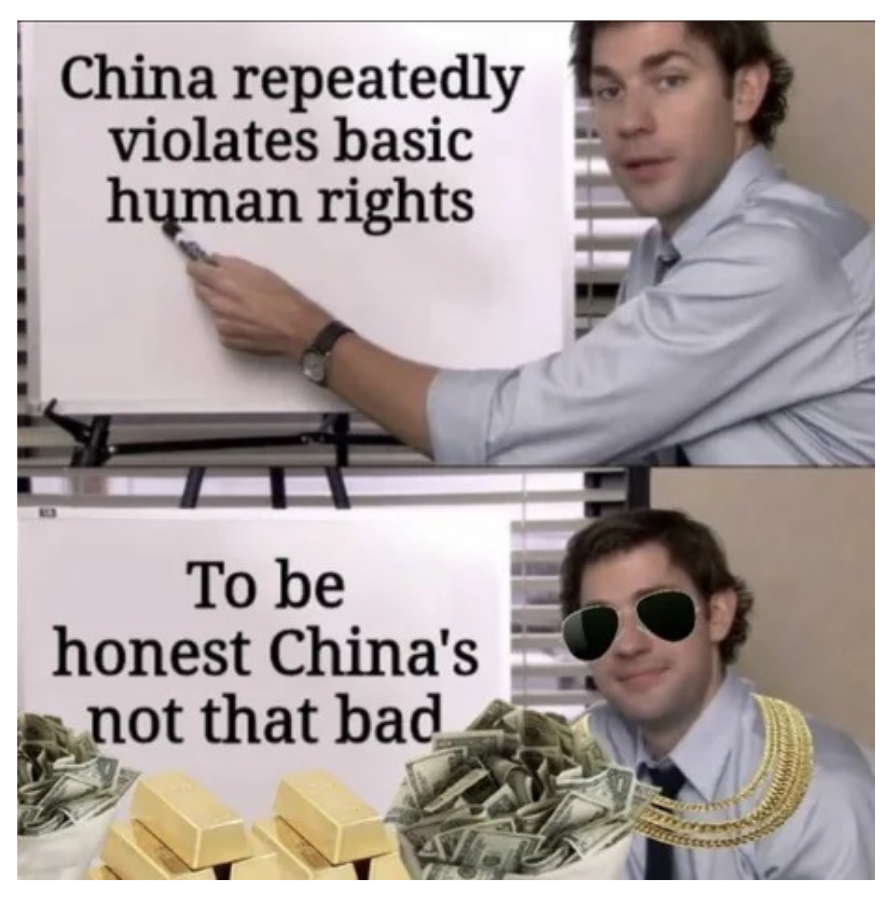 China repeatedly
violates basic
human rights
To be
honest China's
not that bad